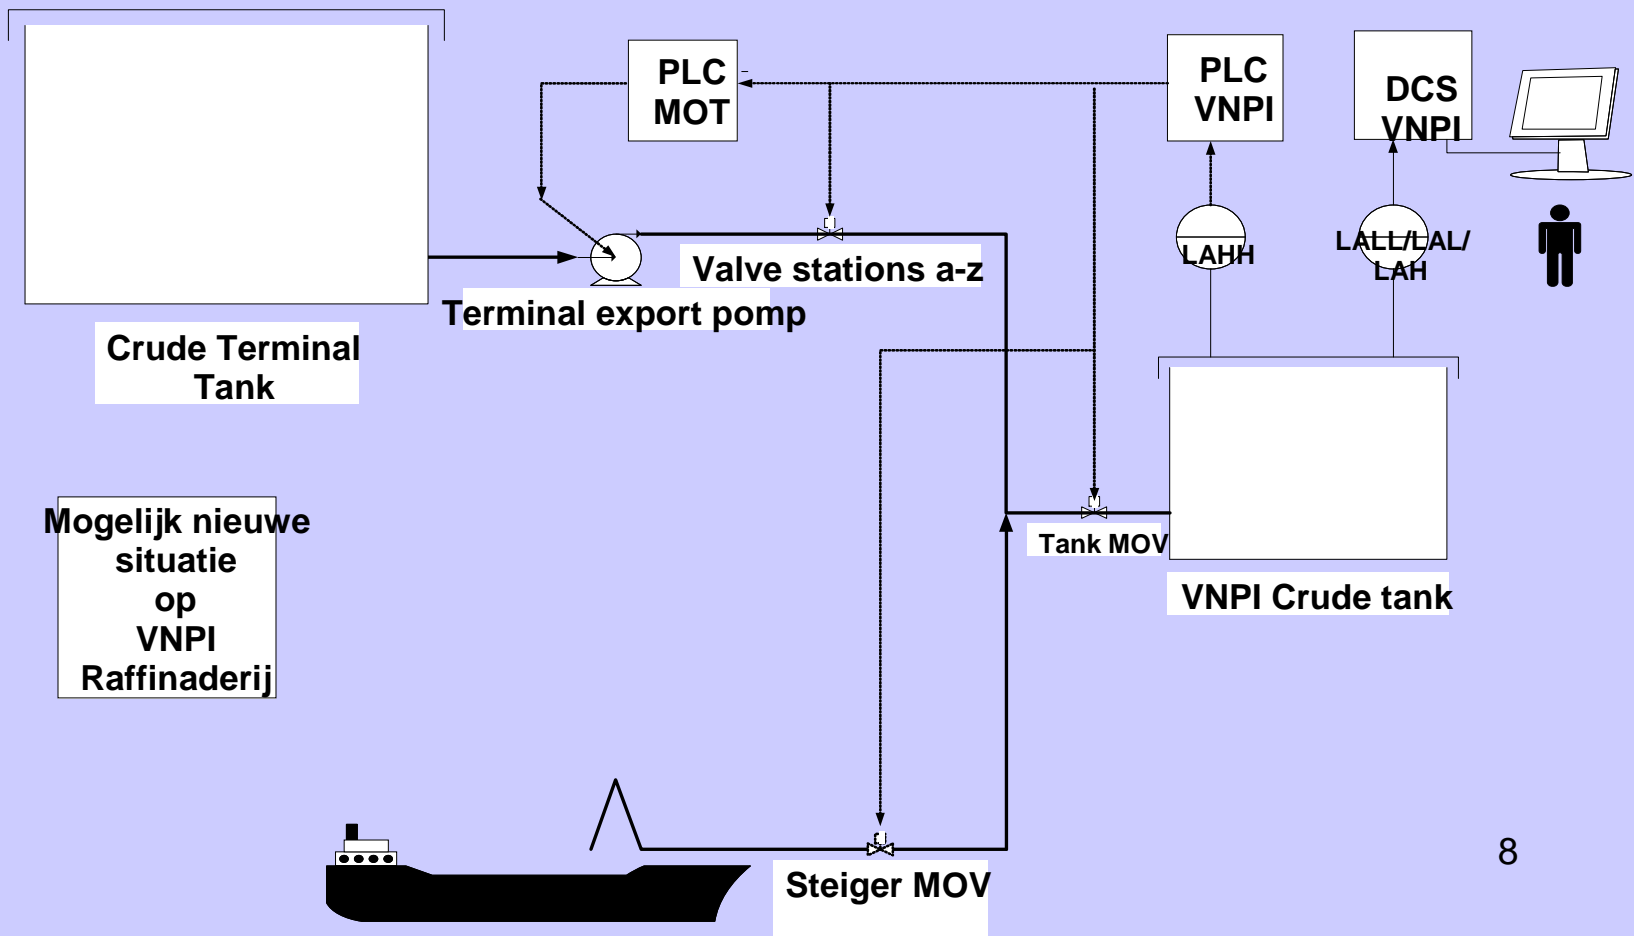 PLC
MOT
PLC
VNPI
DCS
VNPI
LAHH
LALL/LAL/
LAH
Valve stations a-z
Terminal export pomp
Crude Terminal
Tank
Mogelijk nieuwe
situatie
op
VNPI
Raffinaderij
Tank MOV
VNPI Crude tank
Steiger MOV
8